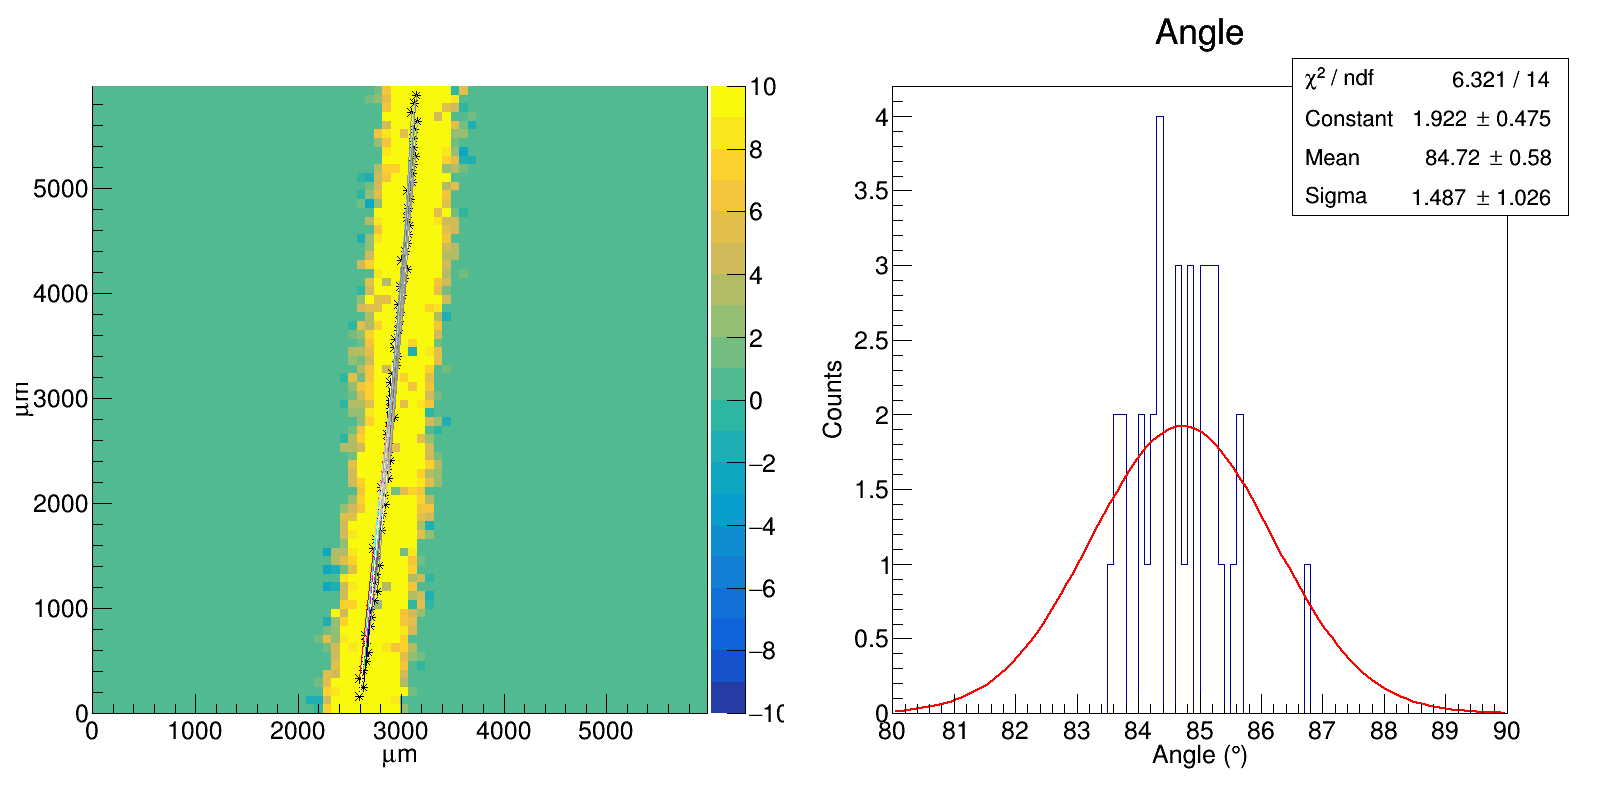 Angle
χ² / ndf 6.321 / 14
Constant 1.922 ± 0.475
Mean 84.72 ± 0.58
Sigma 1.487 ± 1.026
10
8
6
4
2
0
−2
−4
−6
−8
−10
5000
4000
3000
2000
1000
0
μm
0 1000 2000 3000 4000 5000
μm
4
3.5
3
2.5
2
1.5
1
0.5
0
Counts
80 81 82 83 84 85 86 87 88 89 90
Angle (°)